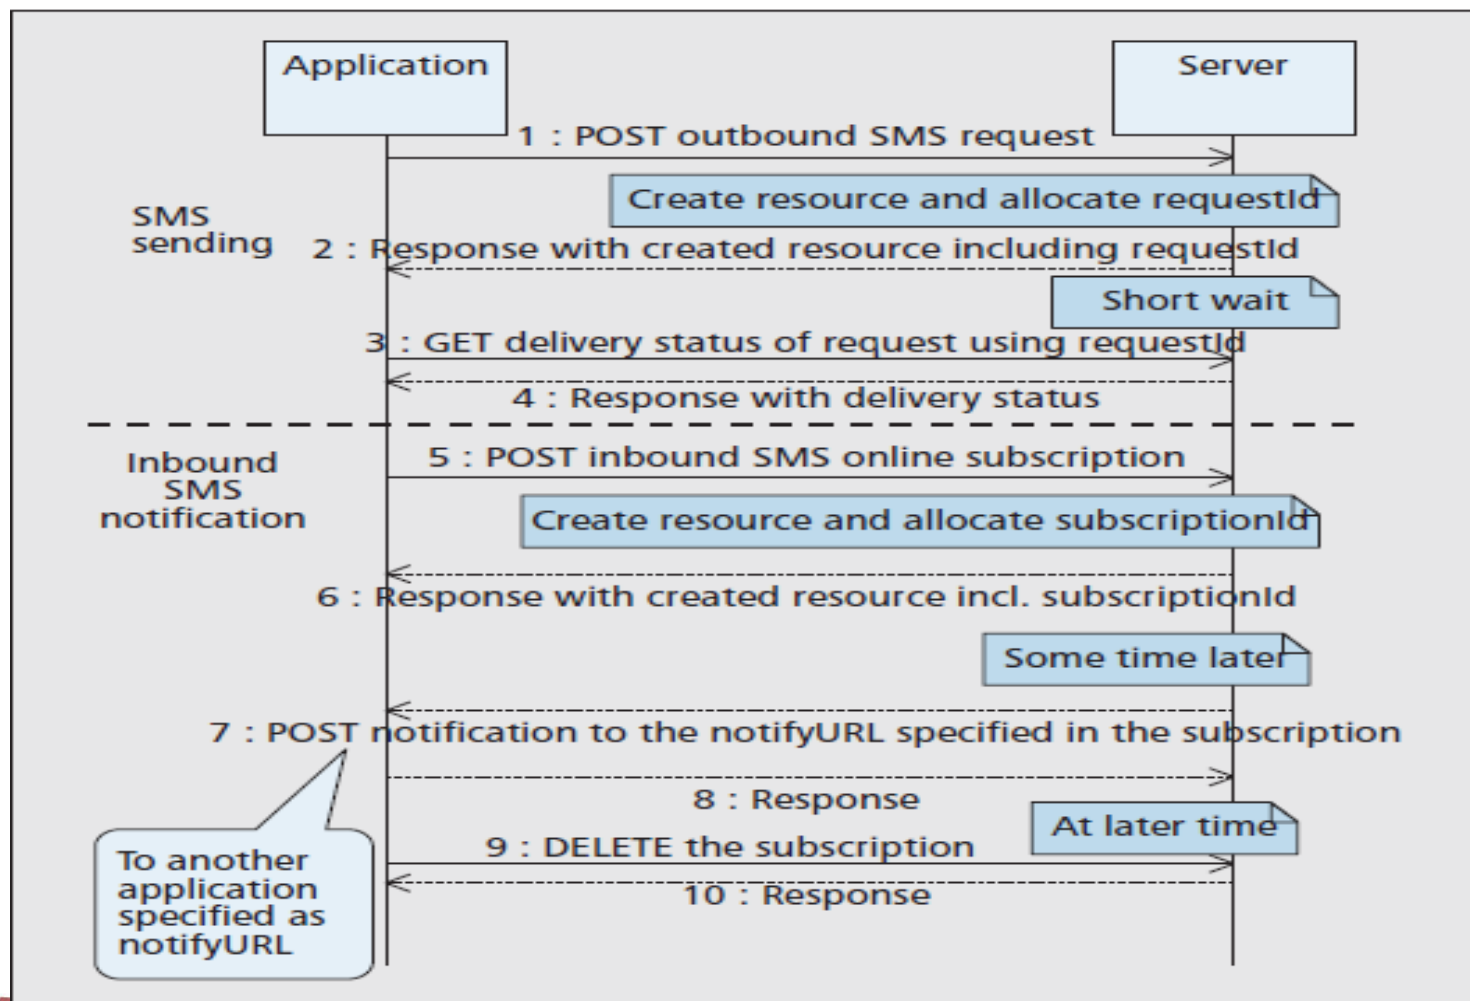 Application
Server
1 : POST outbound SMS request
Create resource and allocate requestId
SMS
sending
2 : Response with created resource including requestId
Short wait
3 : GET delivery status of request using requestId
4 : Response with delivery status
Inbound
SMS
notification
5 : POST inbound SMS online subscription
Create resource and allocate subscriptionId
6 : Response with created resource incl. subscriptionId
Some time later
7 : POST notification to the notifyURL specified in the subscription
8 : Response
At later time
9 : DELETE the subscription
10 : Response
To another
application
specified as
notifyURL